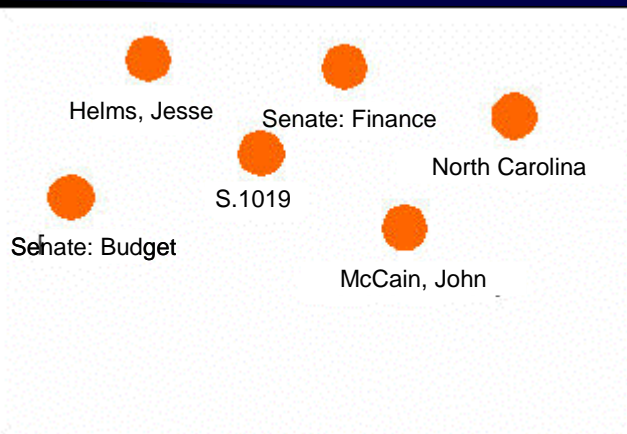 Helms, Jesse
Senate: Finance
North Carolina
S.1019
Senate: Budget
McCain, John